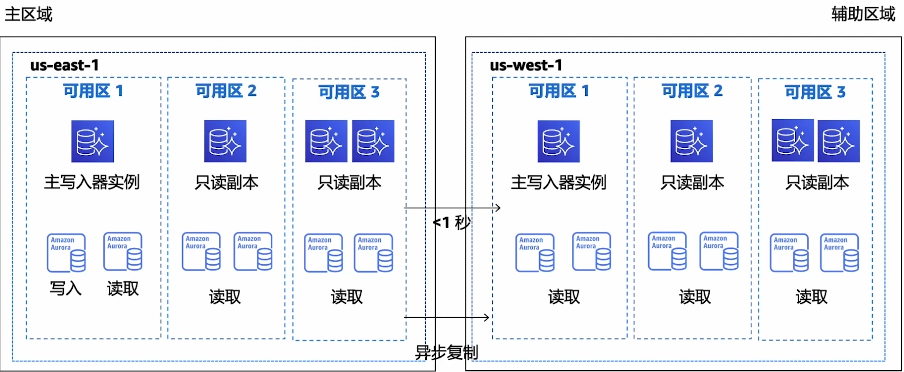 主区域
辅助区域
us-east-1
可用区 1
可用区 2
可用区 3
主写入器实例
只读副本
只读副本
Amazon
Aurora
Amazon
Aurora
Amazon
Aurora
Amazon
Aurora
Amazon
Aurora
Amazon
Aurora
写入
读取
读取
读取
<1 秒
异步复制
us-west-1
可用区 1
可用区 2
可用区 3
主写入器实例
只读副本
只读副本
Amazon
Aurora
Amazon
Aurora
Amazon
Aurora
Amazon
Aurora
Amazon
Aurora
Amazon
Aurora
读取
读取
读取